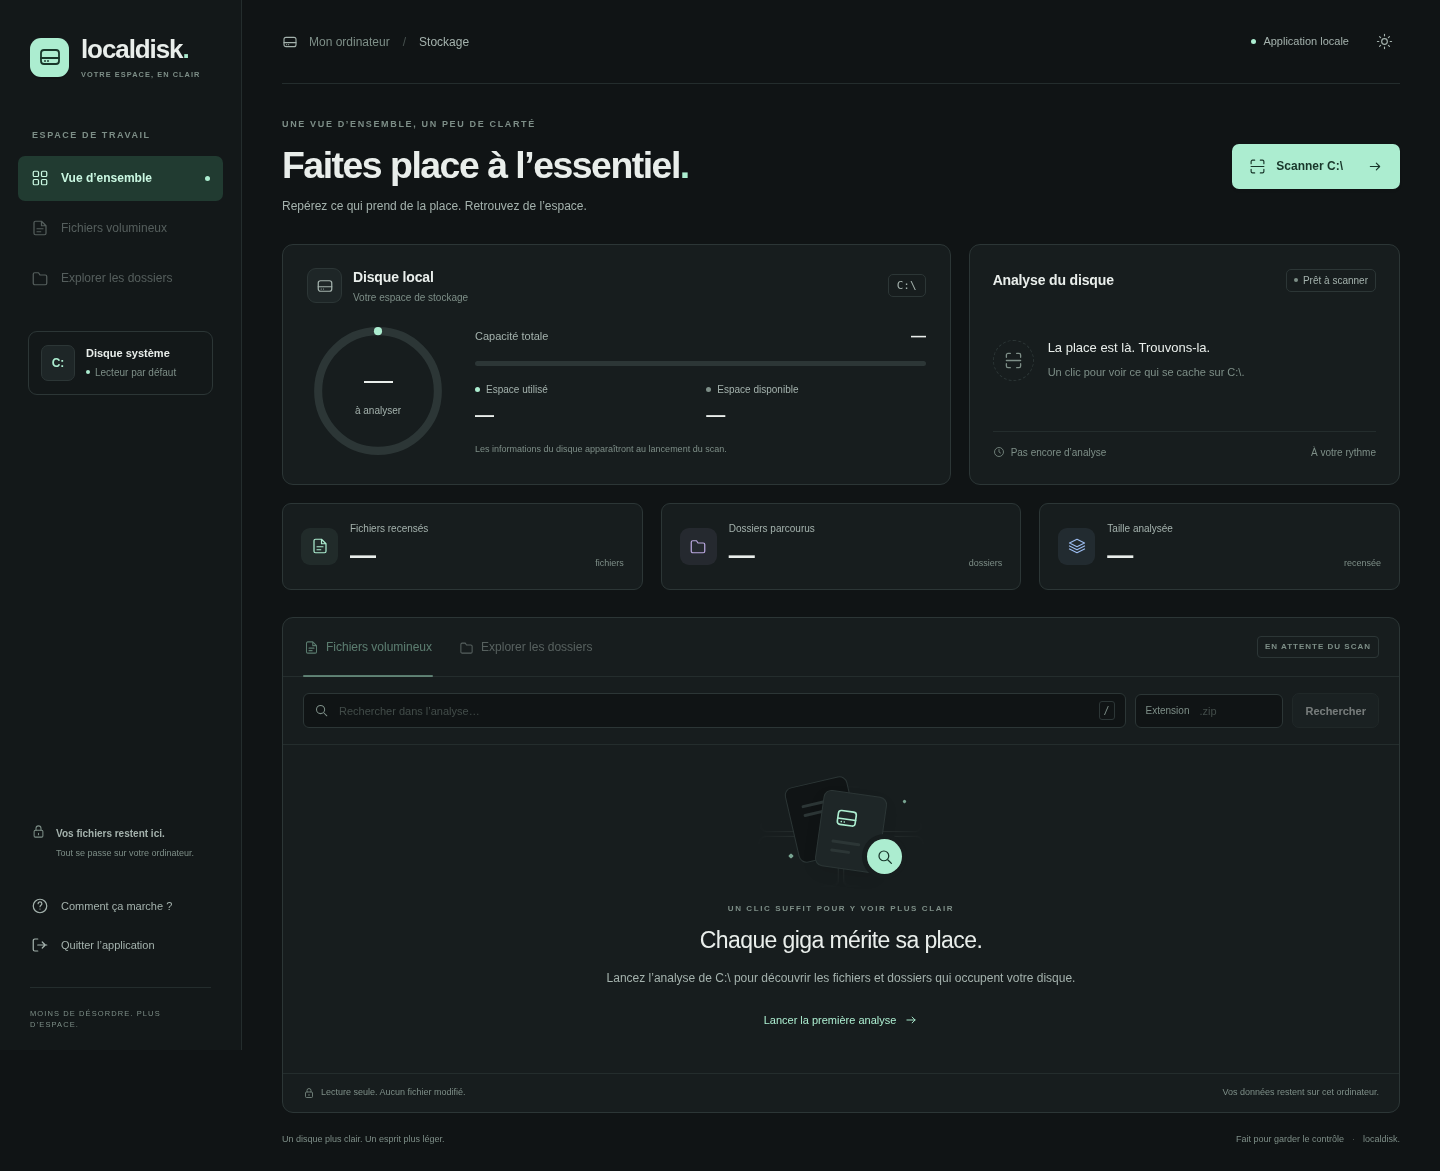 localdisk.
VOTRE ESPACE, EN CLAIR
ESPACE DE TRAVAIL
Vue d’ensemble
Fichiers volumineux
Explorer les dossiers
C:
Disque système
Lecteur par défaut
Vos fichiers restent ici.
Tout se passe sur votre ordinateur.
Comment ça marche ?
Quitter l’application
MOINS DE DÉSORDRE. PLUS
D’ESPACE.
Mon ordinateur / Stockage
Application locale
UNE VUE D’ENSEMBLE, UN PEU DE CLARTÉ
Faites place à l’essentiel.
Repérez ce qui prend de la place. Retrouvez de l’espace.
Scanner C:\
Disque local
Votre espace de stockage
C:\
—
à analyser
Capacité totale —
Espace utilisé
—
Espace disponible
—
Les informations du disque apparaîtront au lancement du scan.
Analyse du disque
Prêt à scanner
La place est là. Trouvons-la.
Un clic pour voir ce qui se cache sur C:\.
Pas encore d’analyse
À votre rythme
Fichiers recensés
—
fichiers
Dossiers parcourus
—
dossiers
Taille analysée
—
recensée
Fichiers volumineux
Explorer les dossiers
EN ATTENTE DU SCAN
Rechercher dans l’analyse…
/
Extension .zip
Rechercher
UN CLIC SUFFIT POUR Y VOIR PLUS CLAIR
Chaque giga mérite sa place.
Lancez l’analyse de C:\ pour découvrir les fichiers et dossiers qui occupent votre disque.
Lancer la première analyse
Lecture seule. Aucun fichier modifié.
Vos données restent sur cet ordinateur.
Un disque plus clair. Un esprit plus léger.
Fait pour garder le contrôle · localdisk.